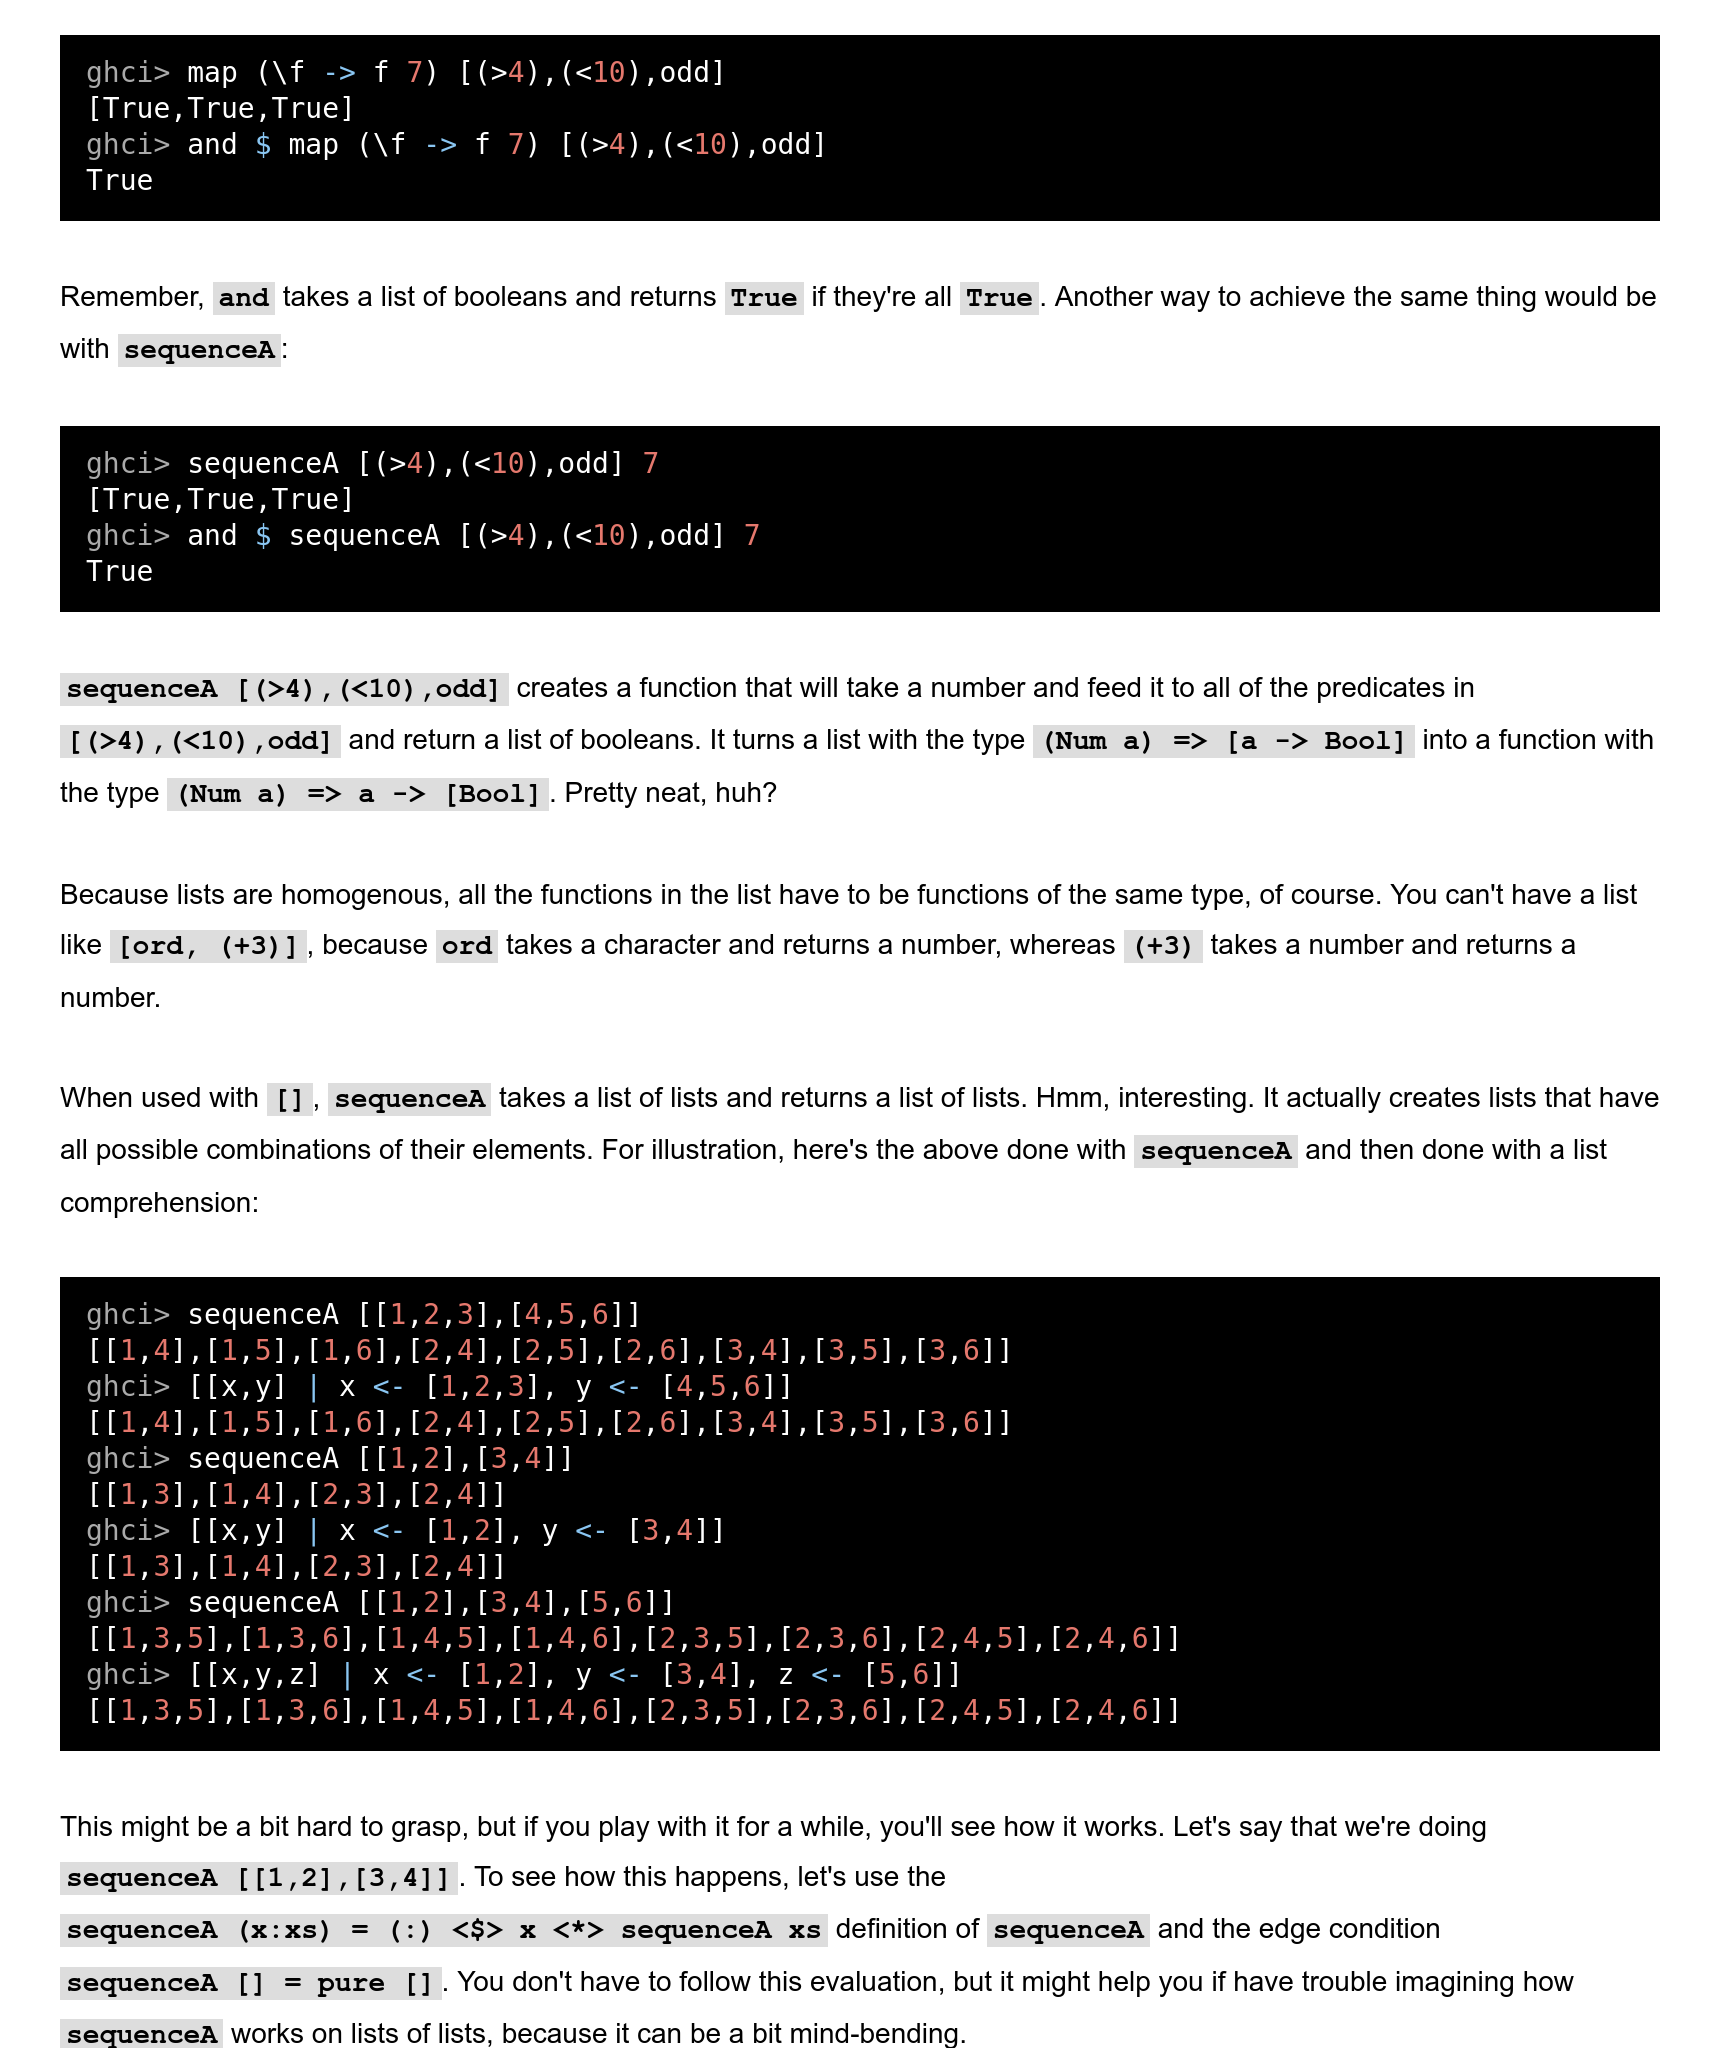 ghci> map (\f -> f 7) [(>4),(<10),odd]
[True,True,True]
ghci> and $ map (\f -> f 7) [(>4),(<10),odd]
True
Remember, and takes a list of booleans and returns True if they're all True. Another way to achieve the same thing would be
with sequenceA:
ghci> sequenceA [(>4),(<10),odd] 7
[True,True,True]
ghci> and $ sequenceA [(>4),(<10),odd] 7
True
sequenceA [(>4),(<10),odd] creates a function that will take a number and feed it to all of the predicates in
[(>4),(<10),odd] and return a list of booleans. It turns a list with the type (Num a) => [a -> Bool] into a function with
the type (Num a) => a -> [Bool]. Pretty neat, huh?
Because lists are homogenous, all the functions in the list have to be functions of the same type, of course. You can't have a list
like [ord, (+3)], because ord takes a character and returns a number, whereas (+3) takes a number and returns a
number.
When used with [], sequenceA takes a list of lists and returns a list of lists. Hmm, interesting. It actually creates lists that have
all possible combinations of their elements. For illustration, here's the above done with sequenceA and then done with a list
comprehension:
ghci> sequenceA [[1,2,3],[4,5,6]]
[[1,4],[1,5],[1,6],[2,4],[2,5],[2,6],[3,4],[3,5],[3,6]]
ghci> [[x,y] | x <- [1,2,3], y <- [4,5,6]]
[[1,4],[1,5],[1,6],[2,4],[2,5],[2,6],[3,4],[3,5],[3,6]]
ghci> sequenceA [[1,2],[3,4]]
[[1,3],[1,4],[2,3],[2,4]]
ghci> [[x,y] | x <- [1,2], y <- [3,4]]
[[1,3],[1,4],[2,3],[2,4]]
ghci> sequenceA [[1,2],[3,4],[5,6]]
[[1,3,5],[1,3,6],[1,4,5],[1,4,6],[2,3,5],[2,3,6],[2,4,5],[2,4,6]]
ghci> [[x,y,z] | x <- [1,2], y <- [3,4], z <- [5,6]]
[[1,3,5],[1,3,6],[1,4,5],[1,4,6],[2,3,5],[2,3,6],[2,4,5],[2,4,6]]
This might be a bit hard to grasp, but if you play with it for a while, you'll see how it works. Let's say that we're doing
sequenceA [[1,2],[3,4]]. To see how this happens, let's use the
sequenceA (x:xs) = (:) <$> x <*> sequenceA xs definition of sequenceA and the edge condition
sequenceA [] = pure []. You don't have to follow this evaluation, but it might help you if have trouble imagining how
sequenceA works on lists of lists, because it can be a bit mind-bending.